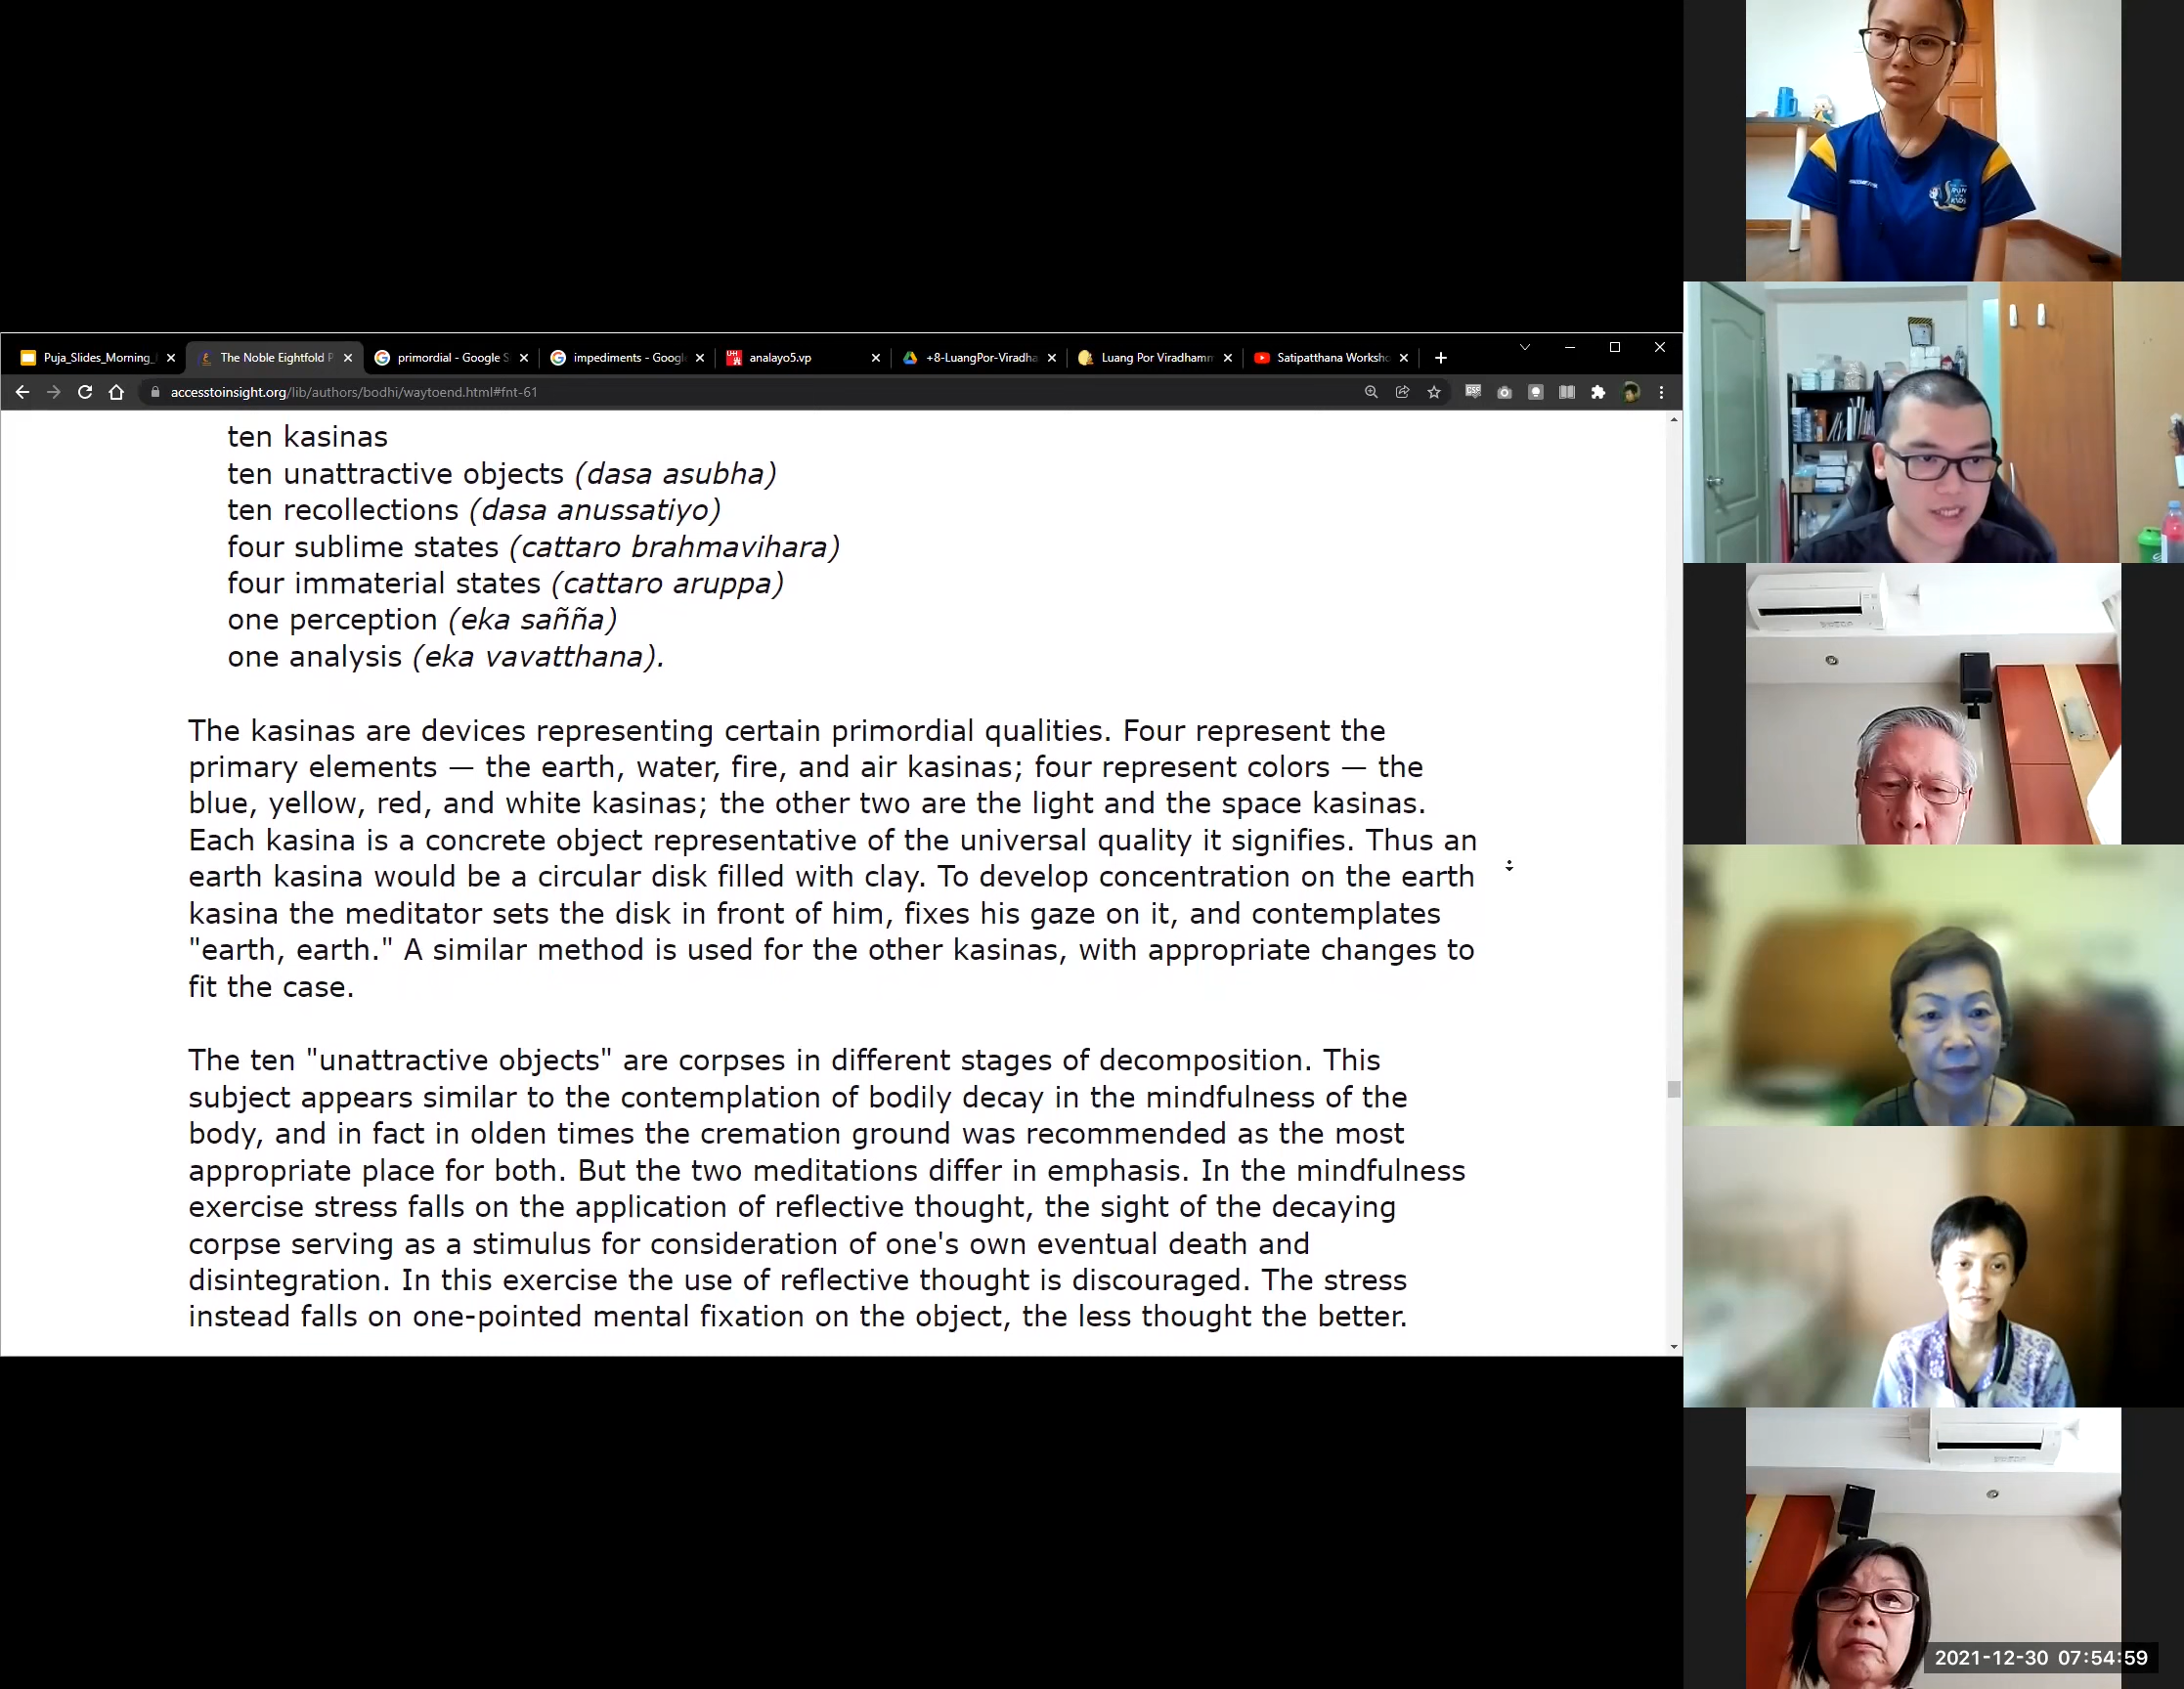 Puja_Slides_Morning_
The Noble Eightfold P
primordial - Google S
impediments - Googl
analayo5.vp
+8-LuangPor-Viradha
Luang Por Viradhamm
Satipatthana Worksho
accesstoinsight.org/lib/authors/bodhi/waytoend.html#fnt-61
ten kasinas
ten unattractive objects (dasa asubha)
ten recollections (dasa anussatiyo)
four sublime states (cattaro brahmavihara)
four immaterial states (cattaro aruppa)
one perception (eka sañña)
one analysis (eka vavatthana).
The kasinas are devices representing certain primordial qualities. Four represent the
primary elements — the earth, water, fire, and air kasinas; four represent colors — the
blue, yellow, red, and white kasinas; the other two are the light and the space kasinas.
Each kasina is a concrete object representative of the universal quality it signifies. Thus an
earth kasina would be a circular disk filled with clay. To develop concentration on the earth
kasina the meditator sets the disk in front of him, fixes his gaze on it, and contemplates
"earth, earth." A similar method is used for the other kasinas, with appropriate changes to
fit the case.
The ten "unattractive objects" are corpses in different stages of decomposition. This
subject appears similar to the contemplation of bodily decay in the mindfulness of the
body, and in fact in olden times the cremation ground was recommended as the most
appropriate place for both. But the two meditations differ in emphasis. In the mindfulness
exercise stress falls on the application of reflective thought, the sight of the decaying
corpse serving as a stimulus for consideration of one's own eventual death and
disintegration. In this exercise the use of reflective thought is discouraged. The stress
instead falls on one-pointed mental fixation on the object, the less thought the better.
2021-12-30 07:54:59